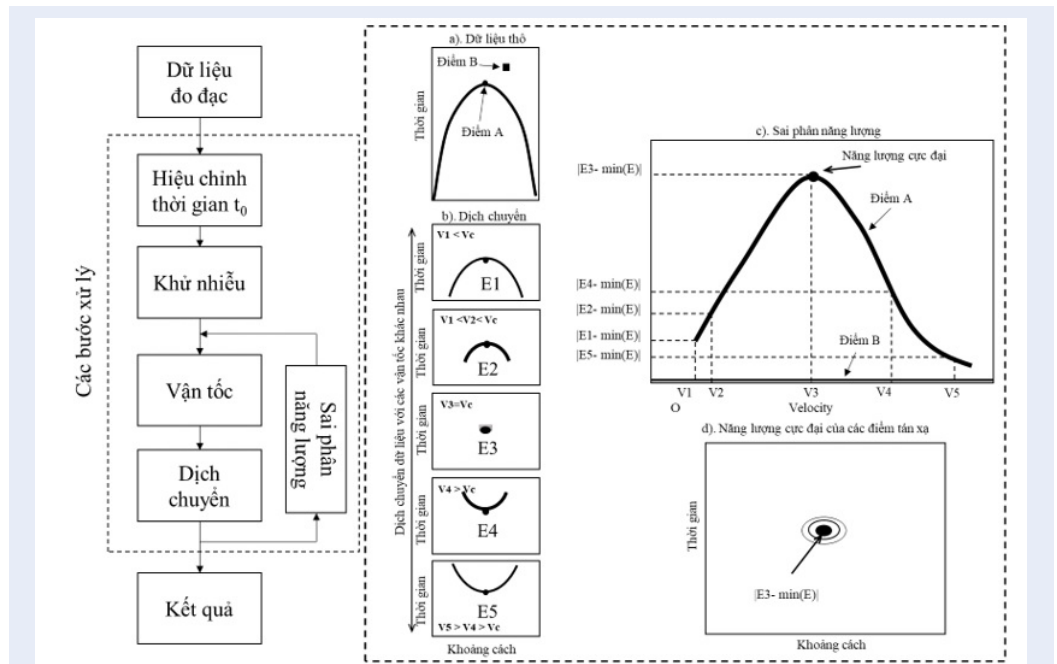 Dữ liệu
đo đạc
Các bước xử lý
Hiệu chỉnh
thời gian t₀
Khử nhiễu
Vận tốc
Dịch
chuyển
Sai phân
năng lượng
Kết quả
a). Dữ liệu thô
Điểm B
Thời gian
Điểm A
b). Dịch chuyển
Dịch chuyển dữ liệu với các vận tốc khác nhau
V1 < Vc
Thời gian
E1
V1 <V2< Vc
Thời gian
E2
V3=Vc
Thời gian
E3
V4 > Vc
Thời gian
E4
Thời gian
E5
V5 > V4 > Vc
Khoảng cách
c). Sai phân năng lượng
Năng lượng cực đại
|E3- min(E)|
Điểm A
|E4- min(E)|
|E2- min(E)|
|E1- min(E)|
Điểm B
|E5- min(E)|
V1 V2 V3 V4 V5
O Velocity
d). Năng lượng cực đại của các điểm tán xạ
Thời gian
|E3- min(E)|
Khoảng cách